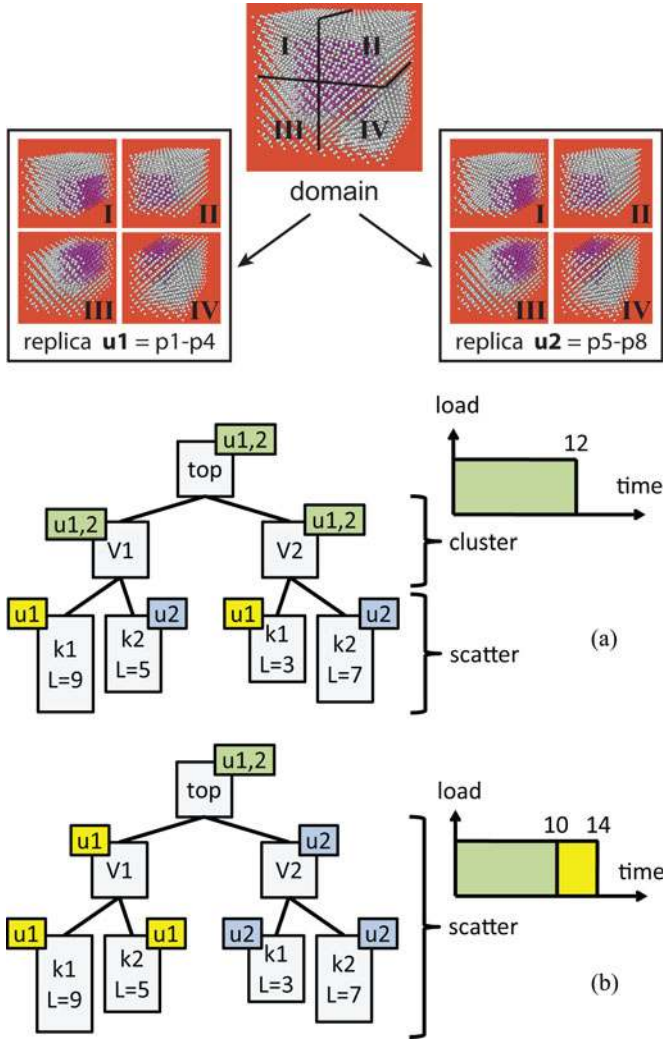 I II
III IV
domain
I II
III IV
replica u1 = p1-p4
I II
III IV
replica u2 = p5-p8
u1,2
top
u1,2
V1
u1,2
V2
cluster
u1
k1
L=9
u2
k2
L=5
u1
k1
L=3
u2
k2
L=7
scatter
load
12
time
(a)
u1,2
top
u1
V1
u2
V2
u1
k1
L=9
u1
k2
L=5
u2
k1
L=3
u2
k2
L=7
scatter
load
10 14
time
(b)